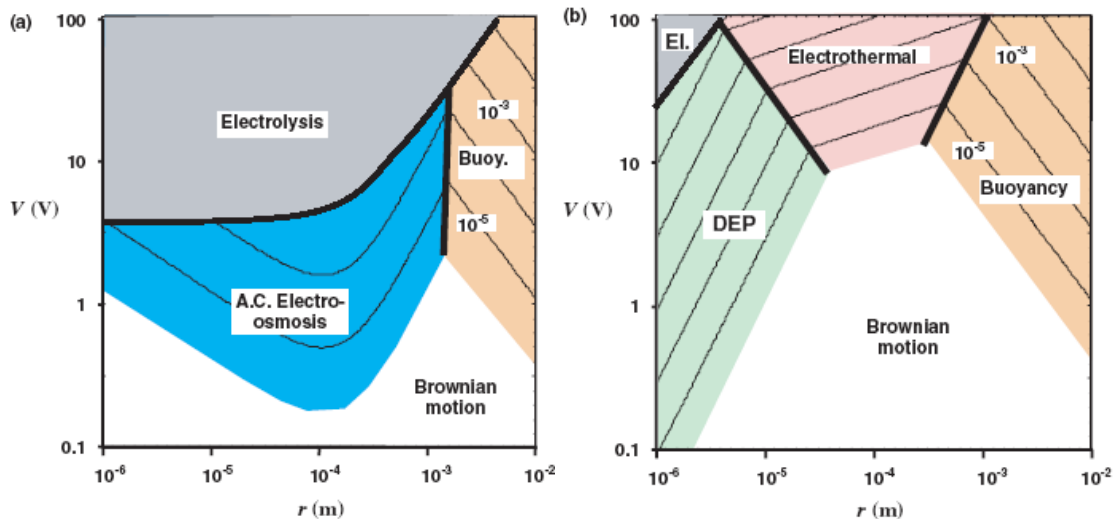 (a)
100
10
1
0.1
V (V)
Electrolysis
10⁻³
Buoy.
10⁻⁵
A.C. Electro-
osmosis
Brownian
motion
10⁻⁶
10⁻⁵
10⁻⁴
10⁻³
10⁻²
r (m)
(b)
100
10
1
0.1
V (V)
El.
Electrothermal
10⁻³
10⁻⁵
Buoyancy
DEP
Brownian
motion
10⁻⁶
10⁻⁵
10⁻⁴
10⁻³
10⁻²
r (m)